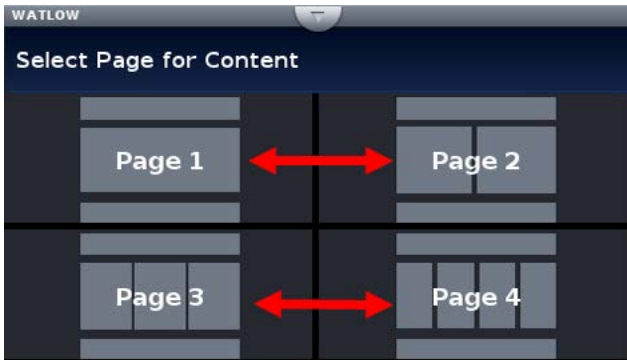 WATLOW
Select Page for Content
Page 1
Page 2
Page 3
Page 4